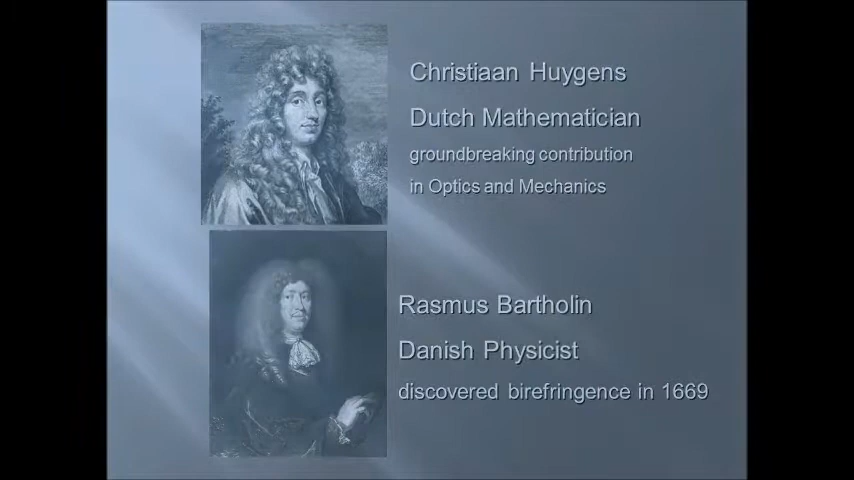 Christiaan Huygens
Dutch Mathematician
groundbreaking contribution
in Optics and Mechanics
Rasmus Bartholin
Danish Physicist
discovered birefringence in 1669